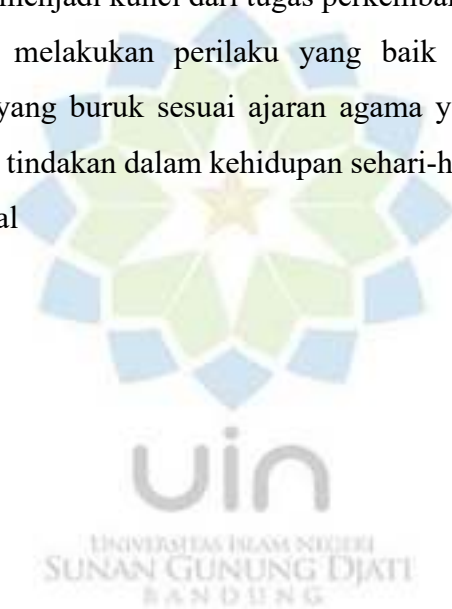 menjadi kunci dari tugas perkemba
melakukan perilaku yang baik
yang buruk sesuai ajaran agama y
tindakan dalam kehidupan sehari-h
al
uin
UNIVERSITAS ISLAM NEGERI
SUNAN GUNUNG DJATI
BANDUNG